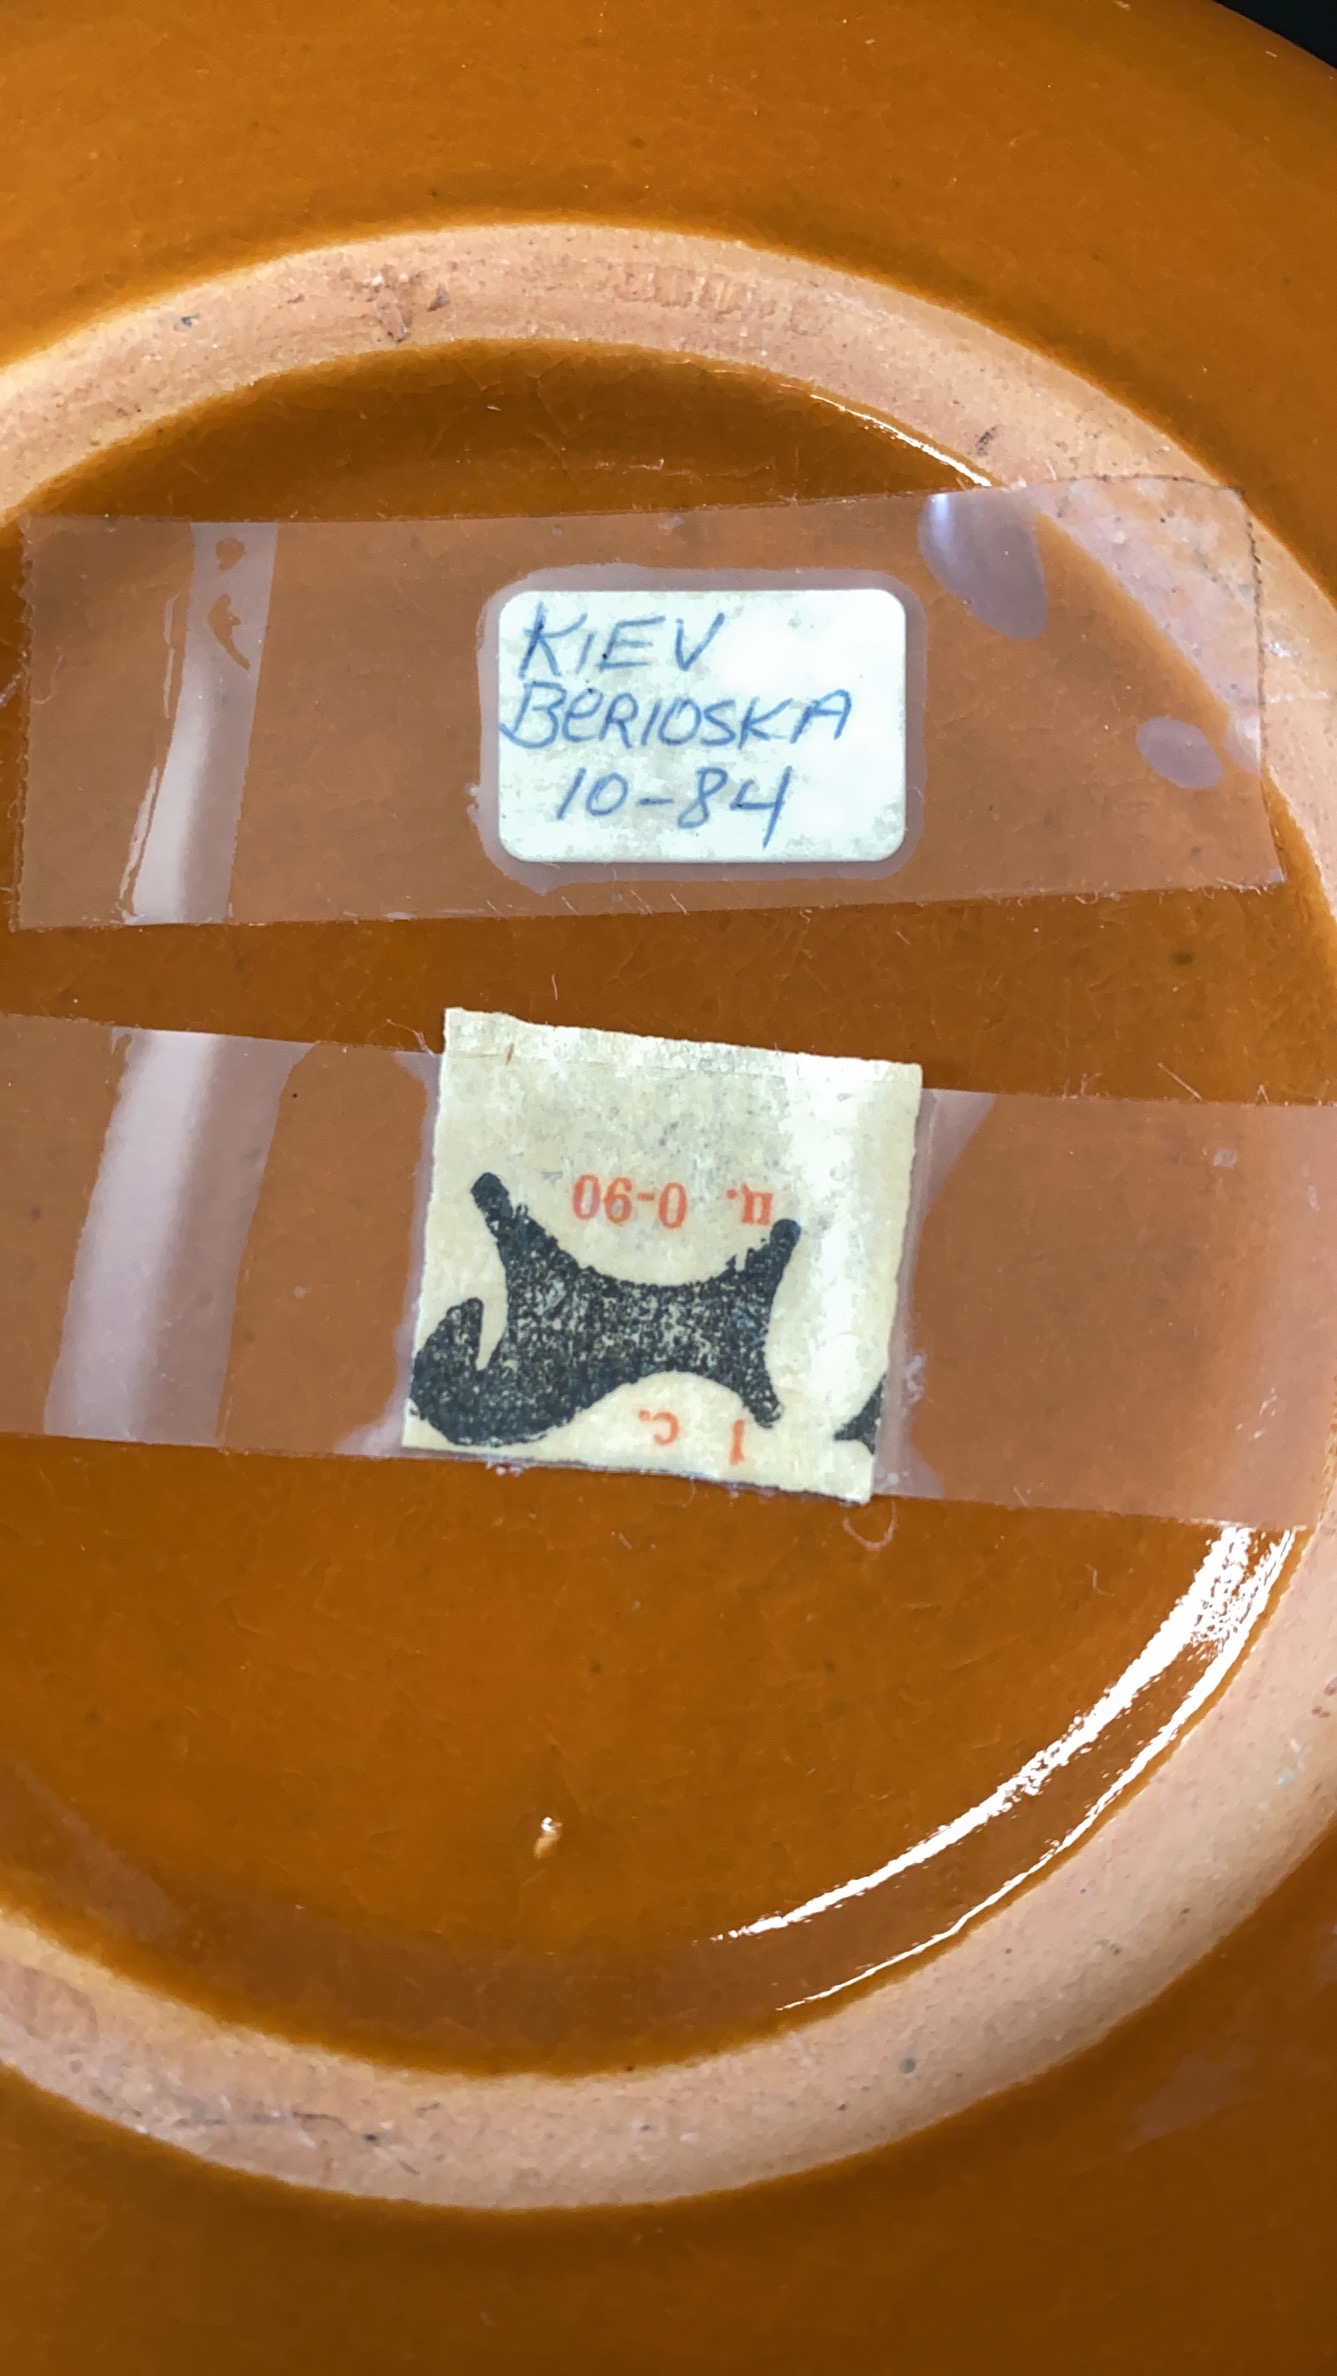 KIEV
BERIOSKA
10-84
1 с.
ц. 0-90